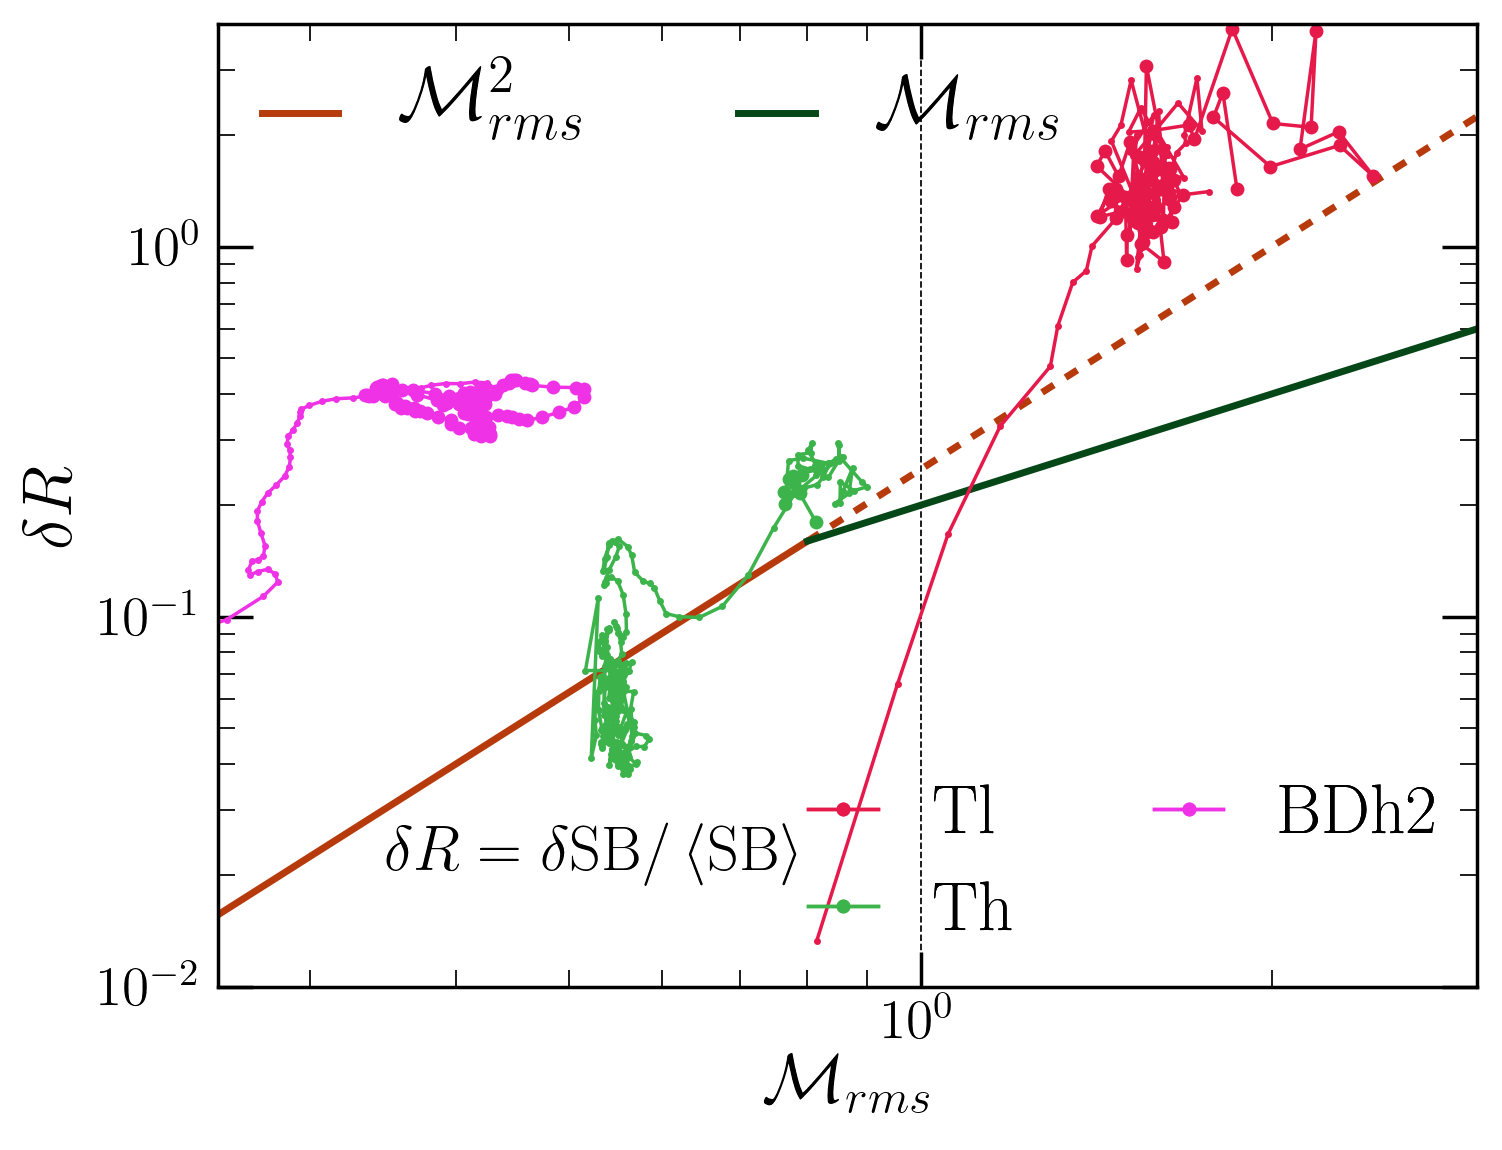 ℳ²ᵣₘₛ ℳᵣₘₛ
10⁰
δR
10⁻¹
Tl BDh2
δR = δSB/⟨SB⟩
Th
10⁻²
10⁰
ℳᵣₘₛ